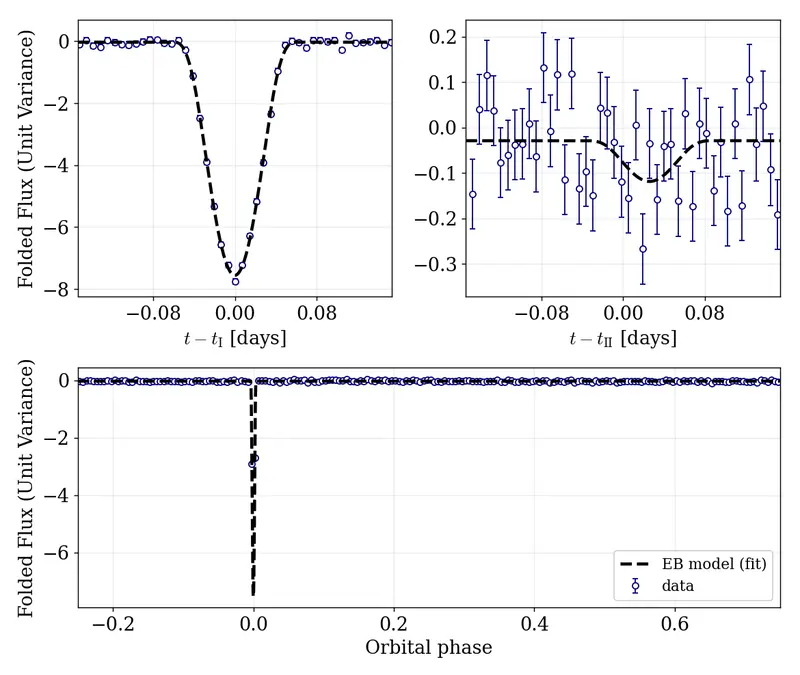 Folded Flux (Unit Variance)
0
−2
−4
−6
−8
−0.08 0.00 0.08
t − tI [days]
0.2
0.1
0.0
−0.1
−0.2
−0.3
−0.08 0.00 0.08
t − tII [days]
Folded Flux (Unit Variance)
0
−2
−4
−6
EB model (fit)
data
−0.2 0.0 0.2 0.4 0.6
Orbital phase